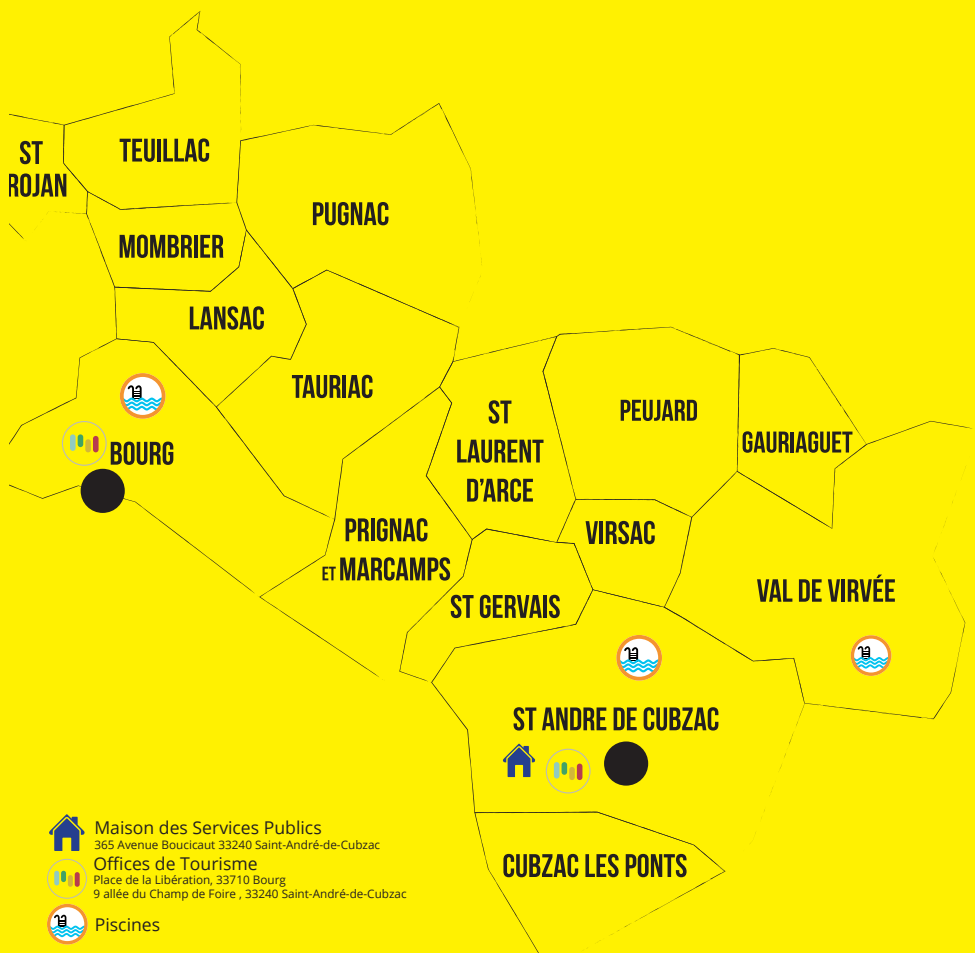 TEUILLAC
ST
ROJAN
PUGNAC
MOMBRIER
LANSAC
TAURIAC
ST
LAURENT
D'ARCE
PEUJARD
GAURIAGUET
BOURG
PRIGNAC
ET MARCAMPS
VIRSAC
ST GERVAIS
VAL DE VIRVÉE
ST ANDRE DE CUBZAC
CUBZAC LES PONTS
Maison des Services Publics
365 Avenue Boucicaut 33240 Saint-André-de-Cubzac
Offices de Tourisme
Place de la Libération, 33710 Bourg
9 allée du Champ de Foire , 33240 Saint-André-de-Cubzac
Piscines